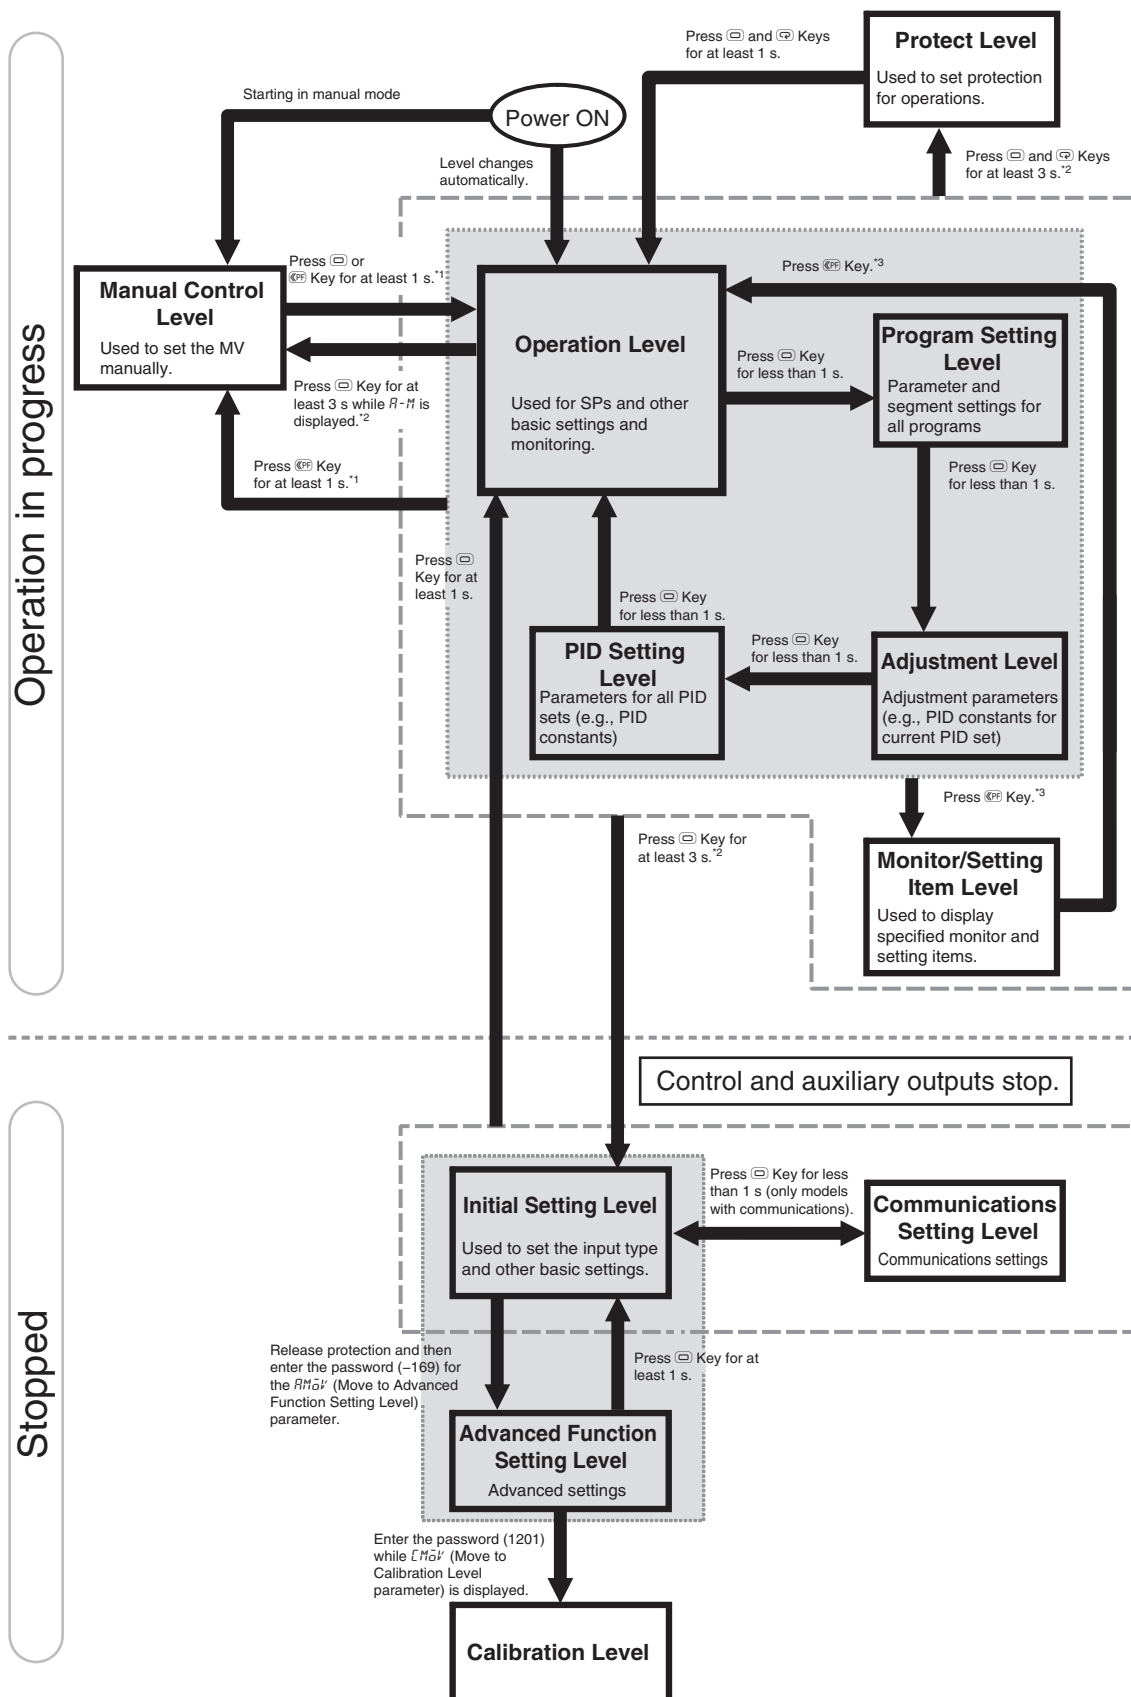 Operation in progress
Stopped
Press and Keys
for at least 1 s.
Protect Level
Used to set protection
for operations.
Starting in manual mode
Power ON
Level changes
automatically.
Press and Keys
for at least 3 s.*2
Press or
PF Key for at least 1 s.*1
Manual Control
Level
Used to set the MV
manually.
Press Key for at
least 3 s while A-M is
displayed.*2
Press PF Key
for at least 1 s.*1
Press PF Key.*3
Operation Level
Used for SPs and other
basic settings and
monitoring.
Press Key
for less than 1 s.
Program Setting
Level
Parameter and
segment settings for
all programs
Press Key
for less than 1 s.
Press
Key for at
least 1 s.
Press Key
for less than 1 s.
PID Setting
Level
Parameters for all PID
sets (e.g., PID
constants)
Press Key
for less than 1 s.
Adjustment Level
Adjustment parameters
(e.g., PID constants for
current PID set)
Press PF Key.*3
Press Key for
at least 3 s.*2
Monitor/Setting
Item Level
Used to display
specified monitor and
setting items.
Control and auxiliary outputs stop.
Initial Setting Level
Used to set the input type
and other basic settings.
Press Key for less
than 1 s (only models
with communications).
Communications
Setting Level
Communications settings
Release protection and then
enter the password (–169) for
the AMoV (Move to Advanced
Function Setting Level)
parameter.
Press Key for at
least 1 s.
Advanced Function
Setting Level
Advanced settings
Enter the password (1201)
while CMoV (Move to
Calibration Level
parameter) is displayed.
Calibration Level